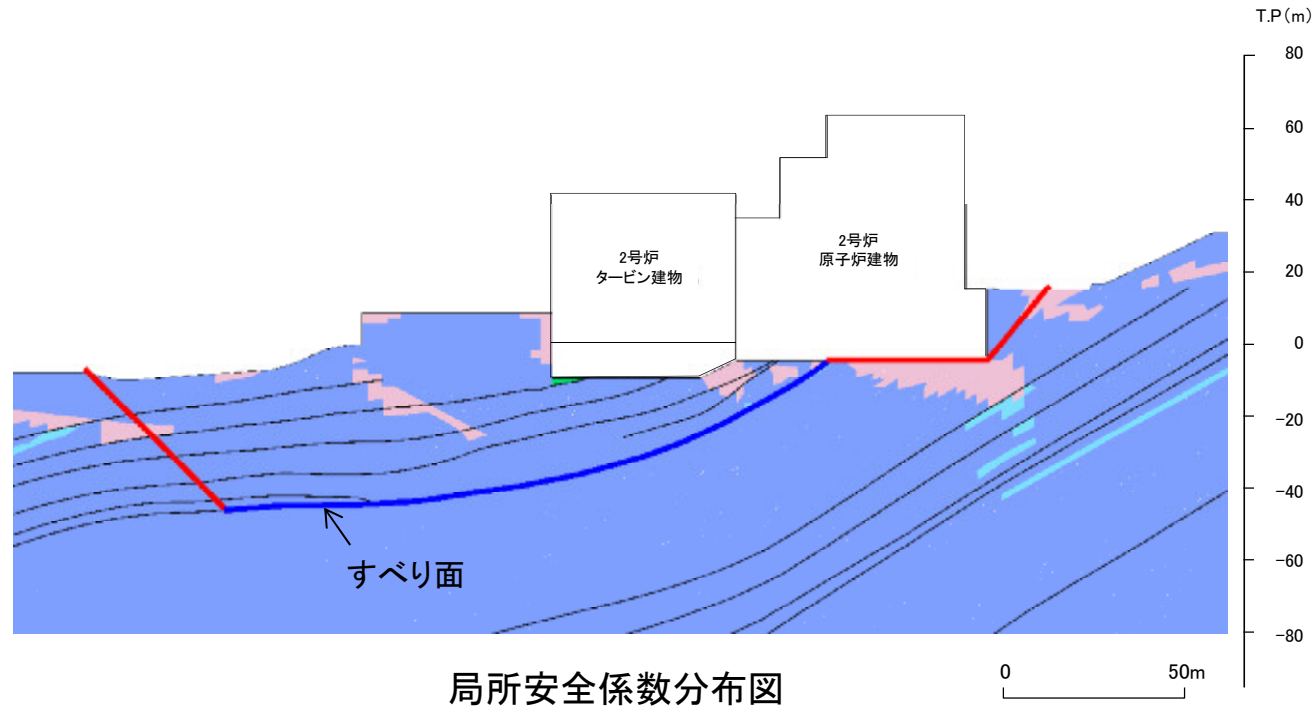 T.P(m)
80
60
40
20
0
-20
-40
-60
-80
2号炉
タービン建物
2号炉
原子炉建物
すべり面
局所安全係数分布図
0
50m